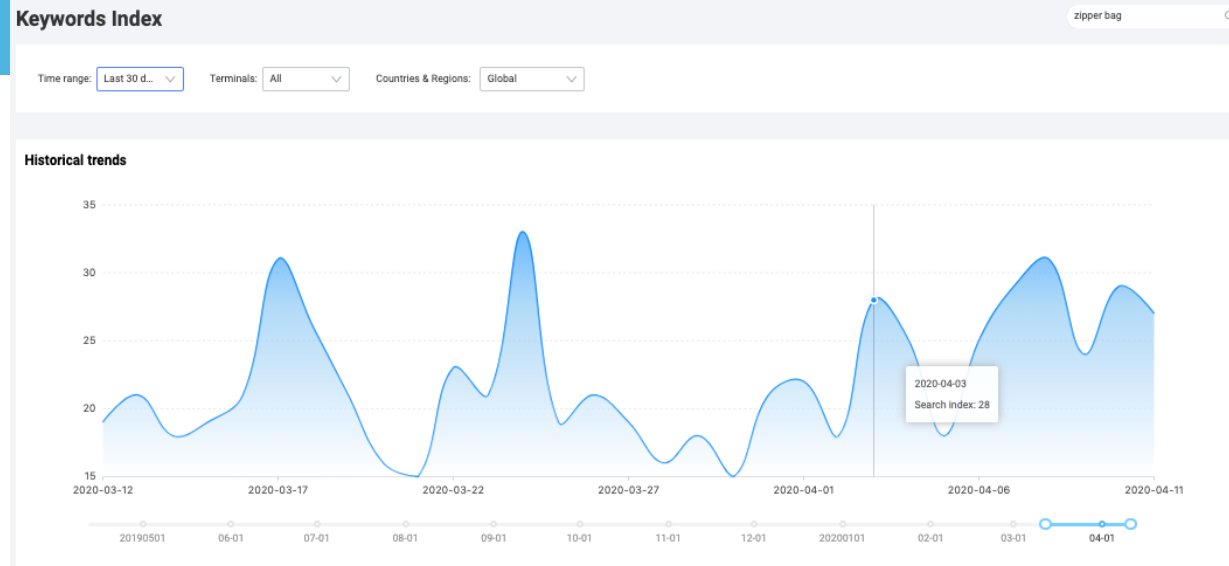 Keywords Index
zipper bag
Time range: Last 30 d... Terminals: All Countries & Regions: Global
Historical trends
35
30
25
20
15
2020-04-03
Search index: 28
2020-03-12 2020-03-17 2020-03-22 2020-03-27 2020-04-01 2020-04-06 2020-04-11
20190501 06-01 07-01 08-01 09-01 10-01 11-01 12-01 20200101 02-01 03-01 04-01